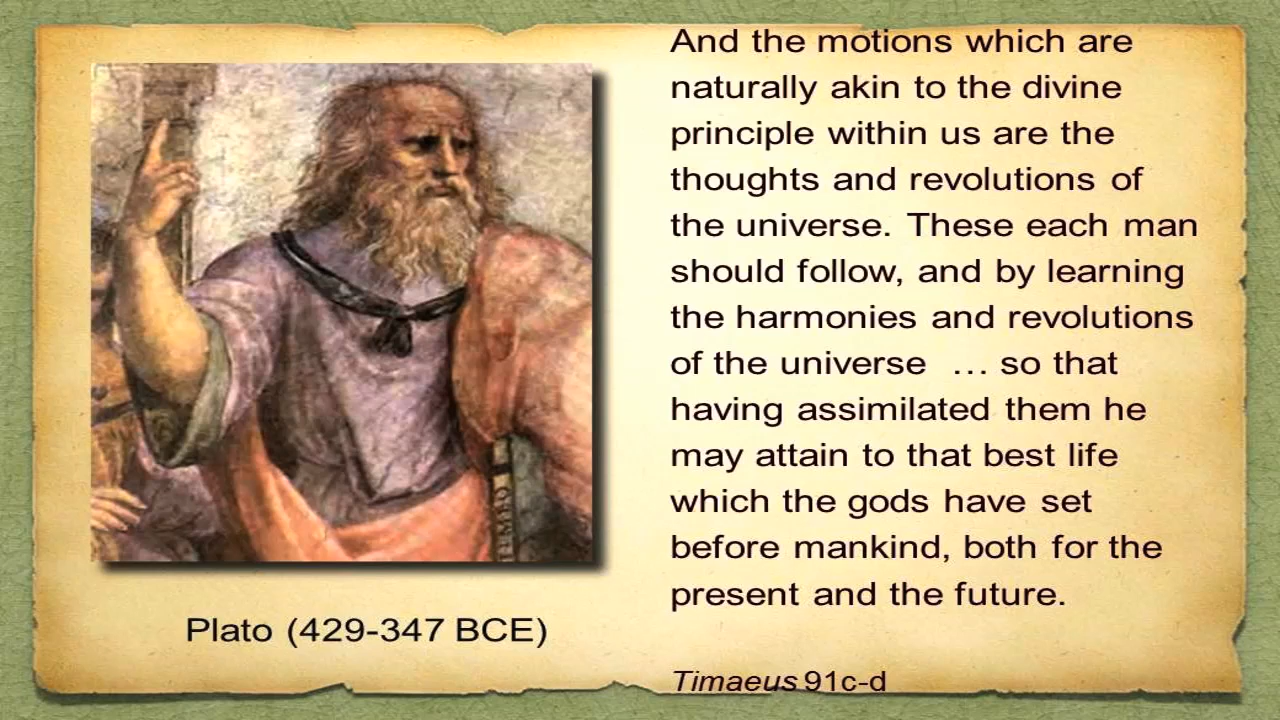 And the motions which are
naturally akin to the divine
principle within us are the
thoughts and revolutions of
the universe. These each man
should follow, and by learning
the harmonies and revolutions
of the universe … so that
having assimilated them he
may attain to that best life
which the gods have set
before mankind, both for the
present and the future.
Timaeus 91c-d
Plato (429-347 BCE)